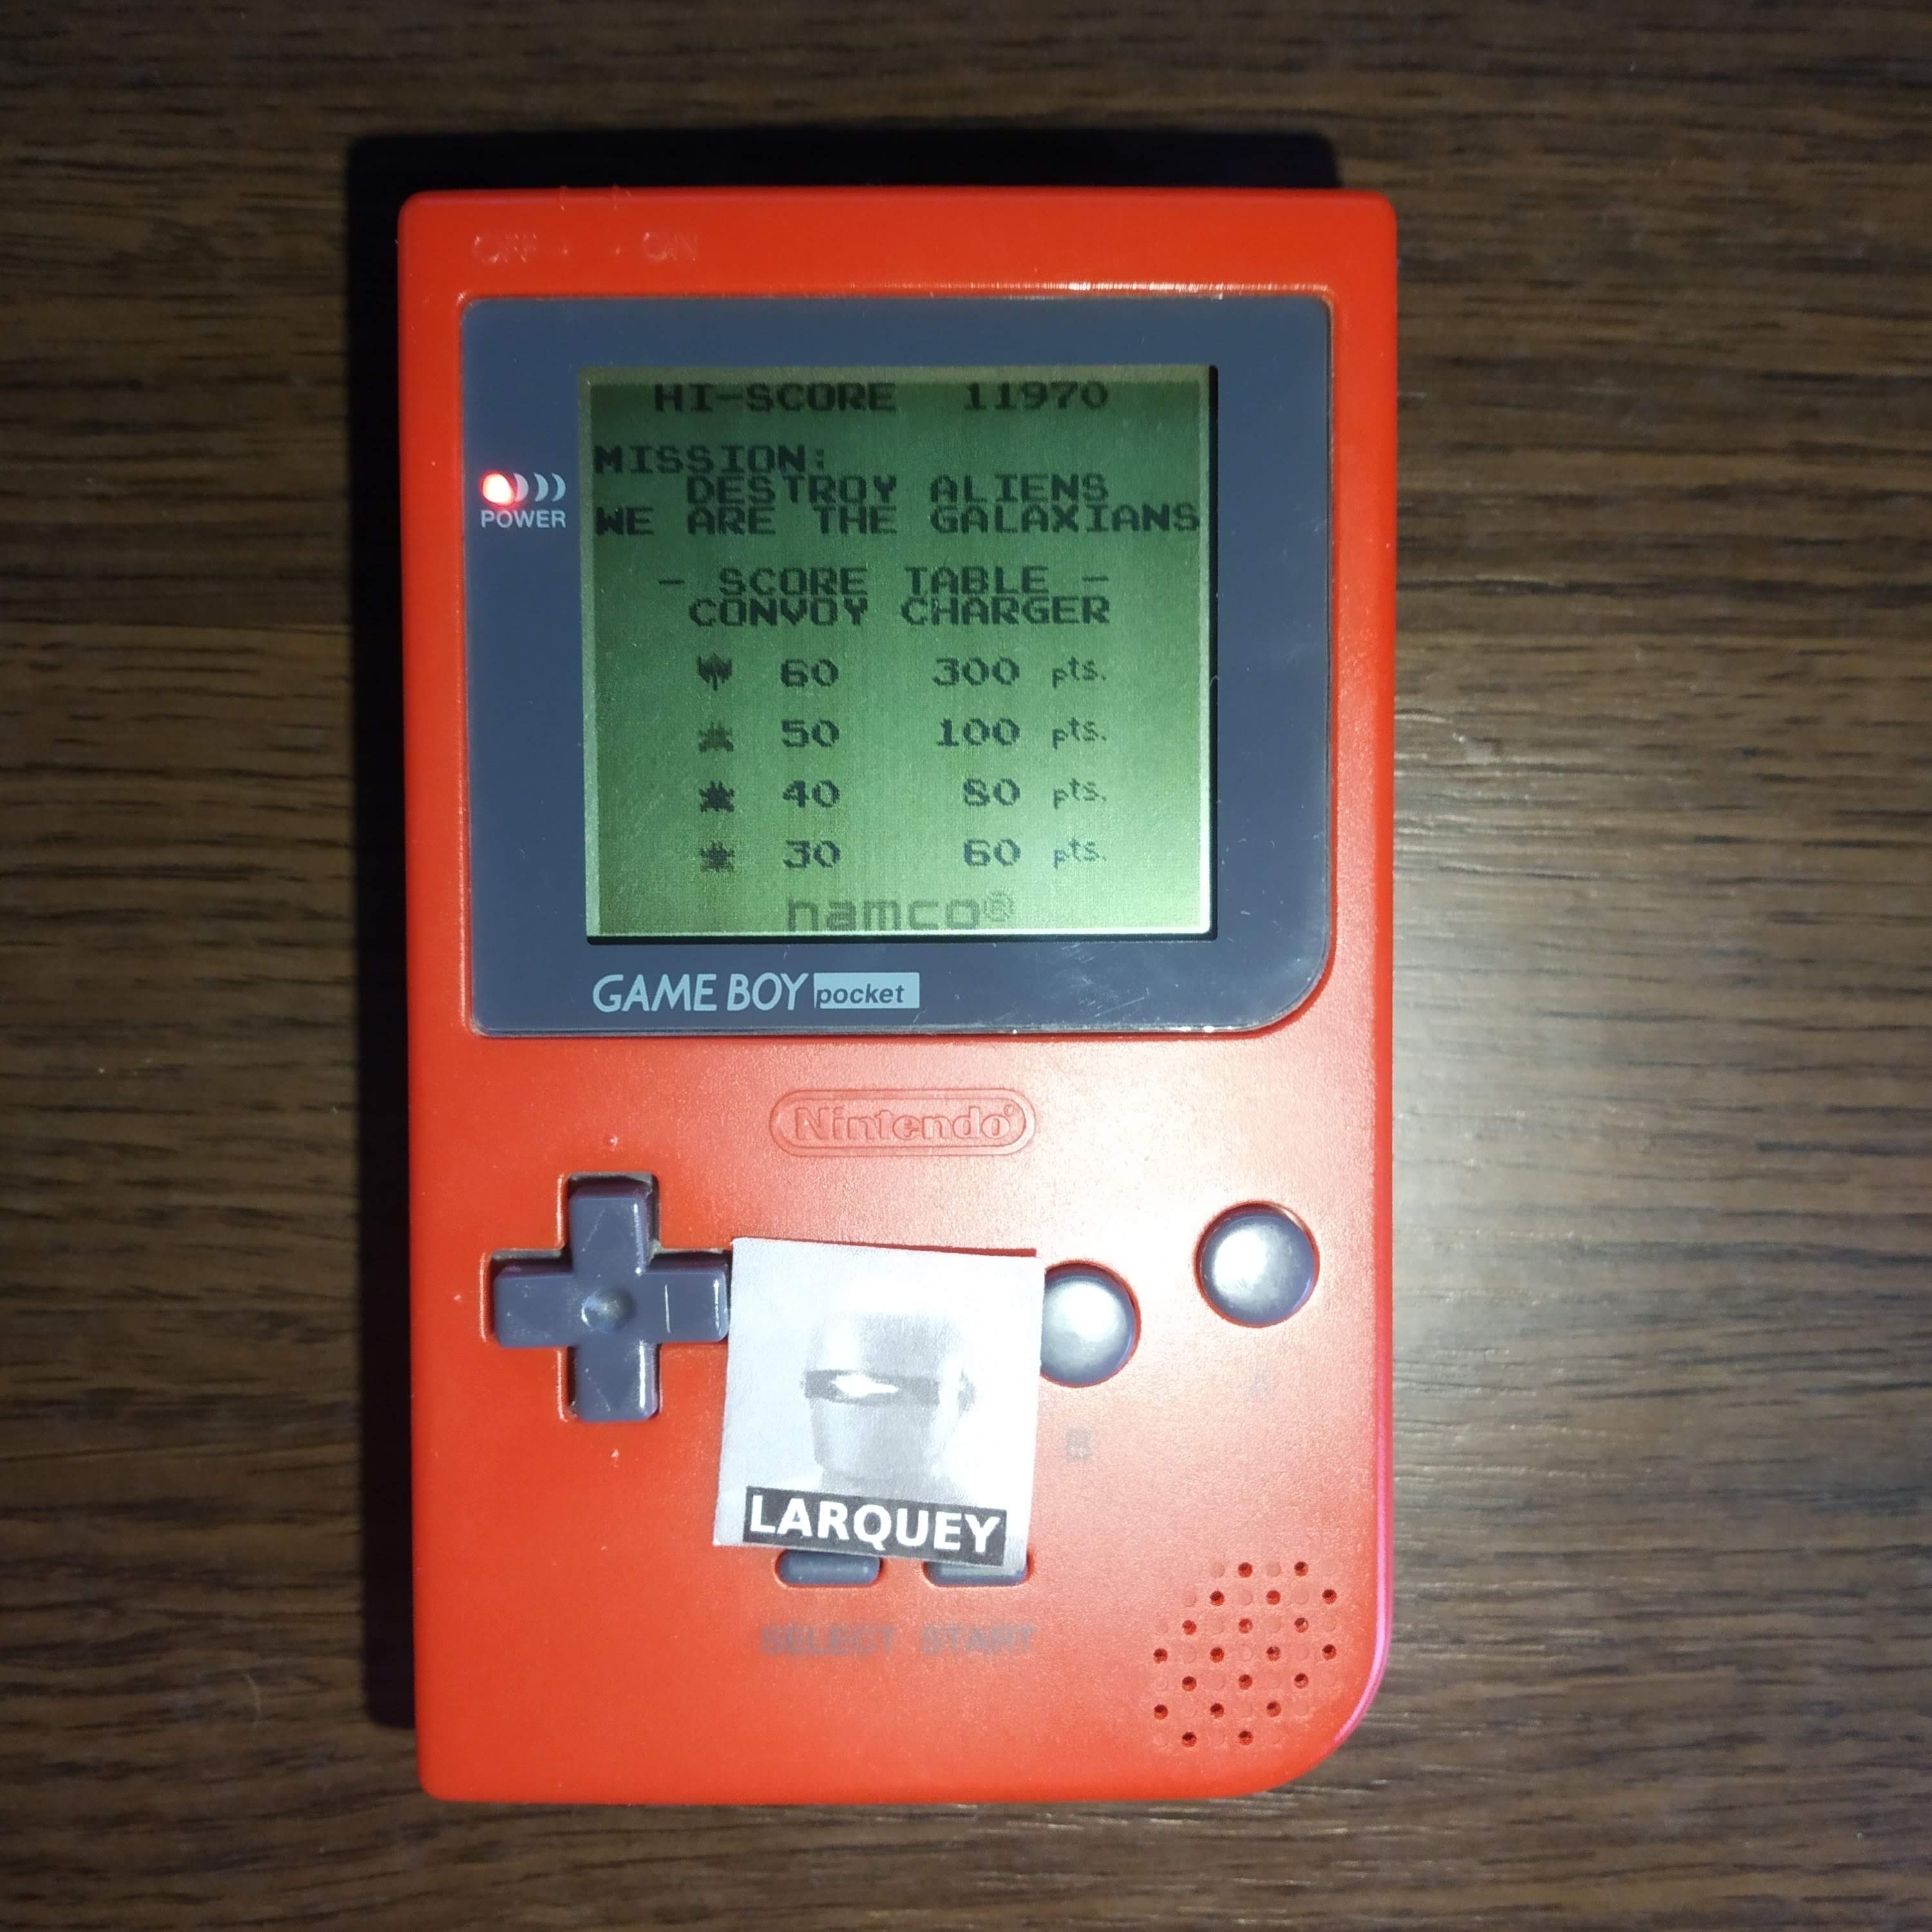 OFF ON
HI-SCORE 11970
MISSION:
DESTROY ALIENS
WE ARE THE GALAXIANS
- SCORE TABLE -
CONVOY CHARGER
60 300 pts.
50 100 pts.
40 80 pts.
30 60 pts.
namco®
POWER
GAME BOY pocket
Nintendo®
A
B
LARQUEY
SELECT START